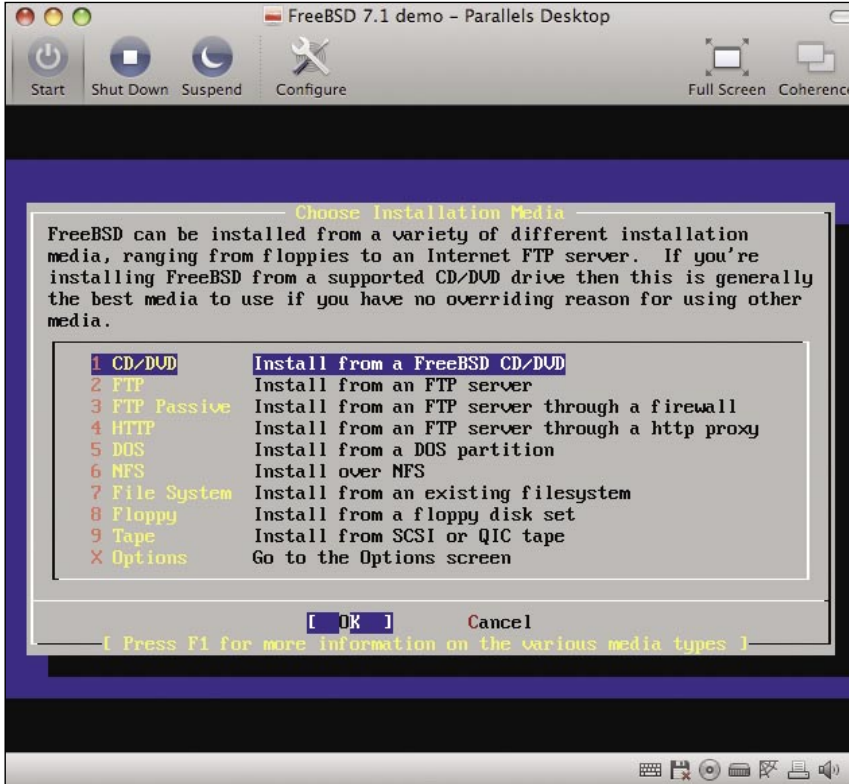 FreeBSD 7.1 demo – Parallels Desktop
Start Shut Down Suspend Configure Full Screen Coherence
Choose Installation Media
FreeBSD can be installed from a variety of different installation
media, ranging from floppies to an Internet FTP server.  If you're
installing FreeBSD from a supported CD/DVD drive then this is generally
the best media to use if you have no overriding reason for using other
media.
1 CD/DVD Install from a FreeBSD CD/DVD
2 FTP Install from an FTP server
3 FTP Passive Install from an FTP server through a firewall
4 HTTP Install from an FTP server through a http proxy
5 DOS Install from a DOS partition
6 NFS Install over NFS
7 File System Install from an existing filesystem
8 Floppy Install from a floppy disk set
9 Tape Install from SCSI or QIC tape
X Options Go to the Options screen
[ OK ] Cancel
[ Press F1 for more information on the various media types ]